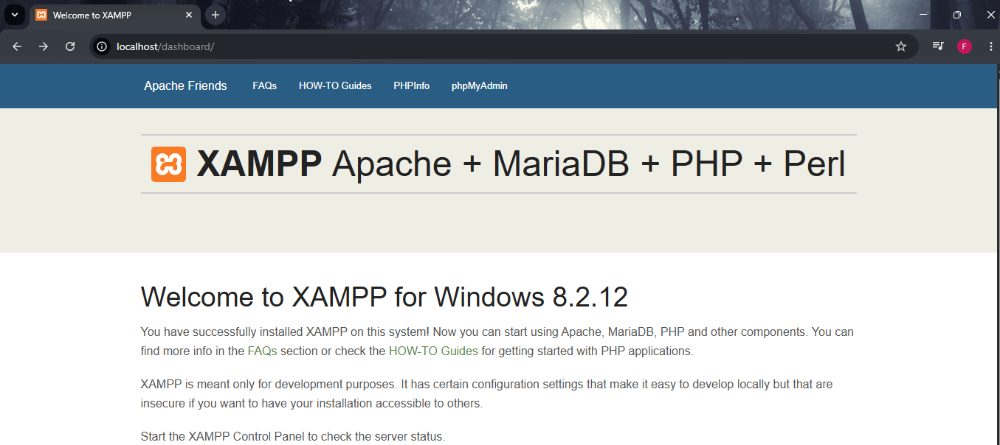 Welcome to XAMPP
localhost/dashboard/
F
Apache Friends FAQs HOW-TO Guides PHPInfo phpMyAdmin
XAMPP Apache + MariaDB + PHP + Perl
Welcome to XAMPP for Windows 8.2.12
You have successfully installed XAMPP on this system! Now you can start using Apache, MariaDB, PHP and other components. You can
find more info in the FAQs section or check the HOW-TO Guides for getting started with PHP applications.
XAMPP is meant only for development purposes. It has certain configuration settings that make it easy to develop locally but that are
insecure if you want to have your installation accessible to others.
Start the XAMPP Control Panel to check the server status.